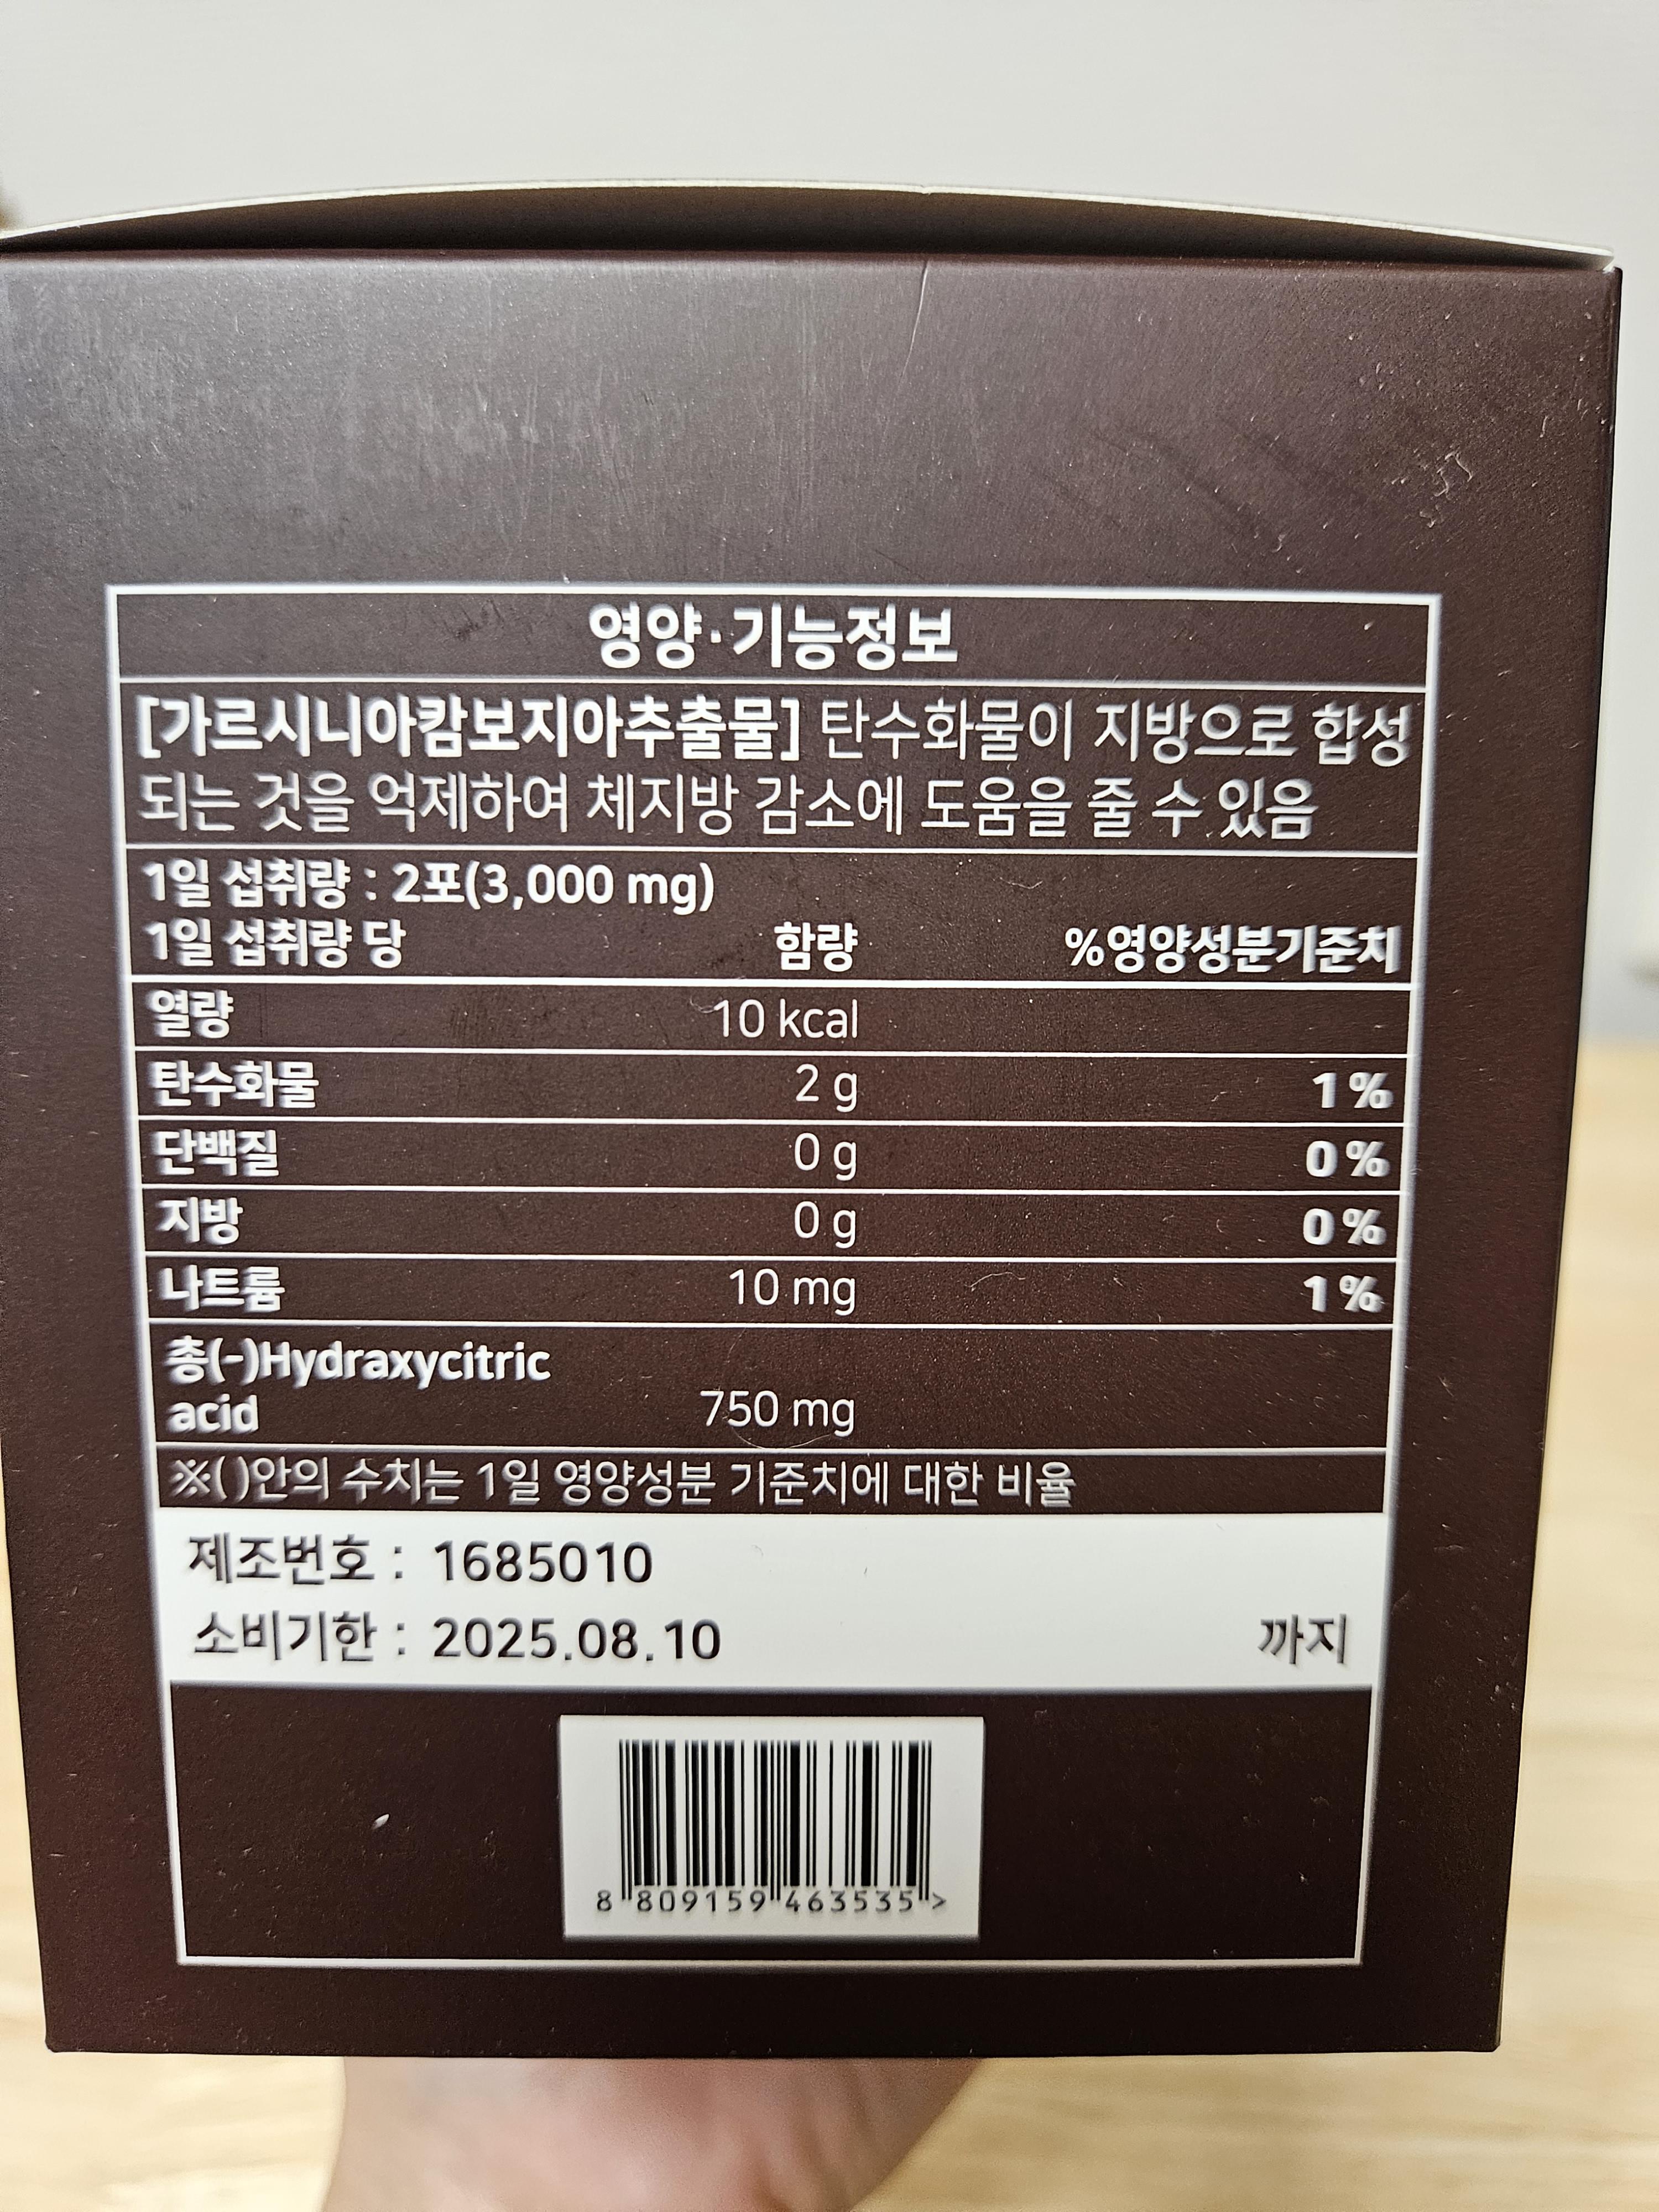 영양·기능정보
[가르시니아캄보지아추출물] 탄수화물이 지방으로 합성
되는 것을 억제하여 체지방 감소에 도움을 줄 수 있음
1일 섭취량 : 2포(3,000 mg)
1일 섭취량 당 함량 %영양성분기준치
열량 10 kcal
탄수화물 2 g 1%
단백질 0 g 0%
지방 0 g 0%
나트륨 10 mg 1%
총(-)Hydraxycitric
acid 750 mg
※( )안의 수치는 1일 영양성분 기준치에 대한 비율
제조번호 : 1685010
소비기한 : 2025.08.10 까지
8 809159 463535 >